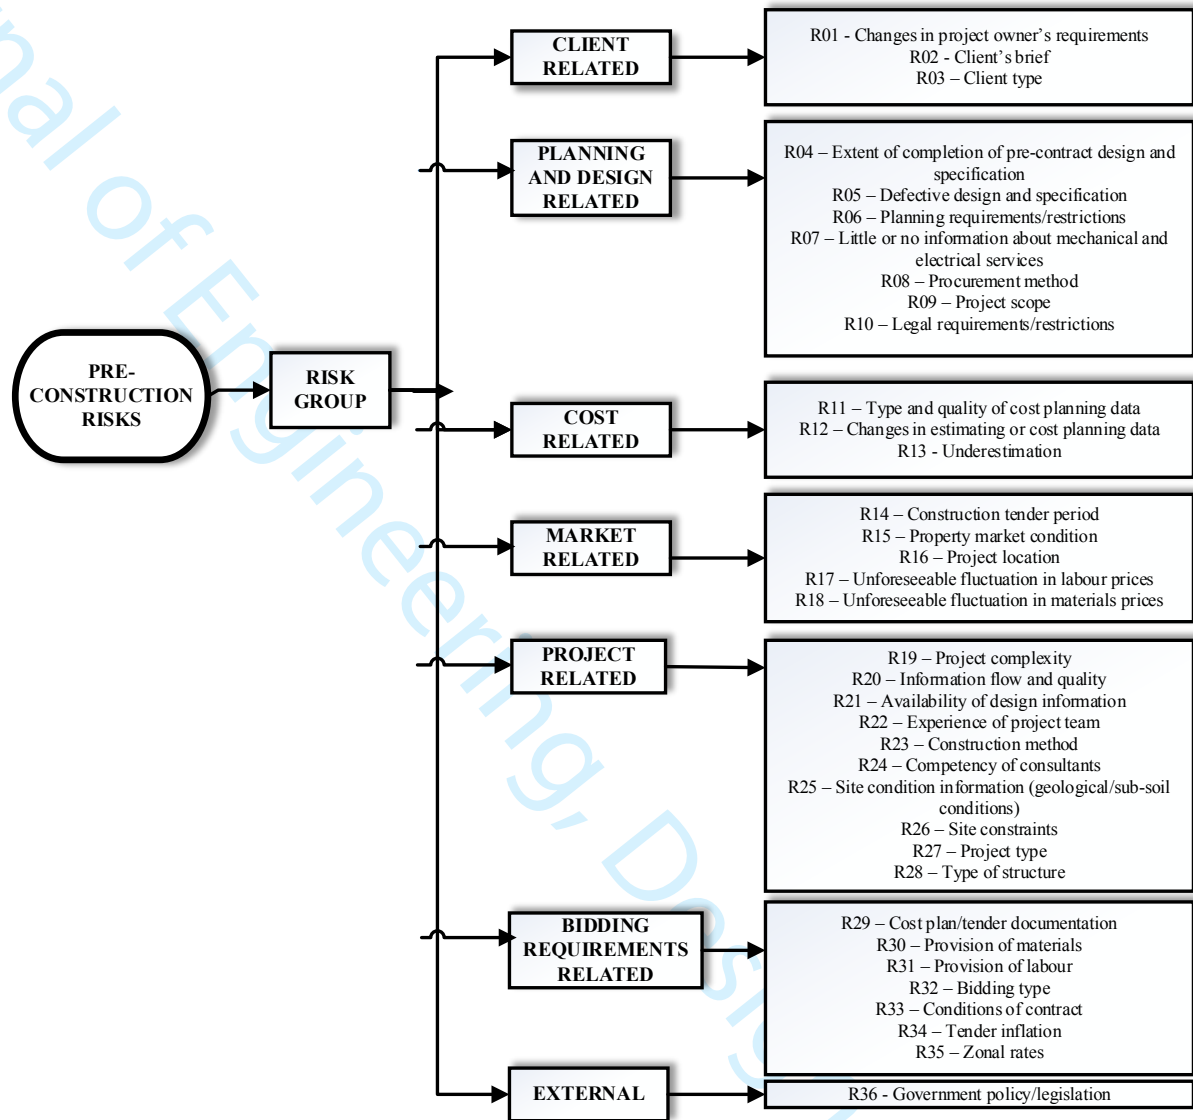 CLIENT
RELATED
R01 - Changes in project owner's requirements
R02 - Client's brief
R03 – Client type
PLANNING
AND DESIGN
RELATED
R04 – Extent of completion of pre-contract design and
specification
R05 – Defective design and specification
R06 – Planning requirements/restrictions
R07 – Little or no information about mechanical and
electrical services
R08 – Procurement method
R09 – Project scope
R10 – Legal requirements/restrictions
PRE-
CONSTRUCTION
RISKS
RISK
GROUP
COST
RELATED
R11 – Type and quality of cost planning data
R12 – Changes in estimating or cost planning data
R13 - Underestimation
MARKET
RELATED
R14 – Construction tender period
R15 – Property market condition
R16 – Project location
R17 – Unforeseeable fluctuation in labour prices
R18 – Unforeseeable fluctuation in materials prices
PROJECT
RELATED
R19 – Project complexity
R20 – Information flow and quality
R21 – Availability of design information
R22 – Experience of project team
R23 – Construction method
R24 – Competency of consultants
R25 – Site condition information (geological/sub-soil
conditions)
R26 – Site constraints
R27 – Project type
R28 – Type of structure
BIDDING
REQUIREMENTS
RELATED
R29 – Cost plan/tender documentation
R30 – Provision of materials
R31 – Provision of labour
R32 – Bidding type
R33 – Conditions of contract
R34 – Tender inflation
R35 – Zonal rates
EXTERNAL
R36 - Government policy/legislation
of Engineering,